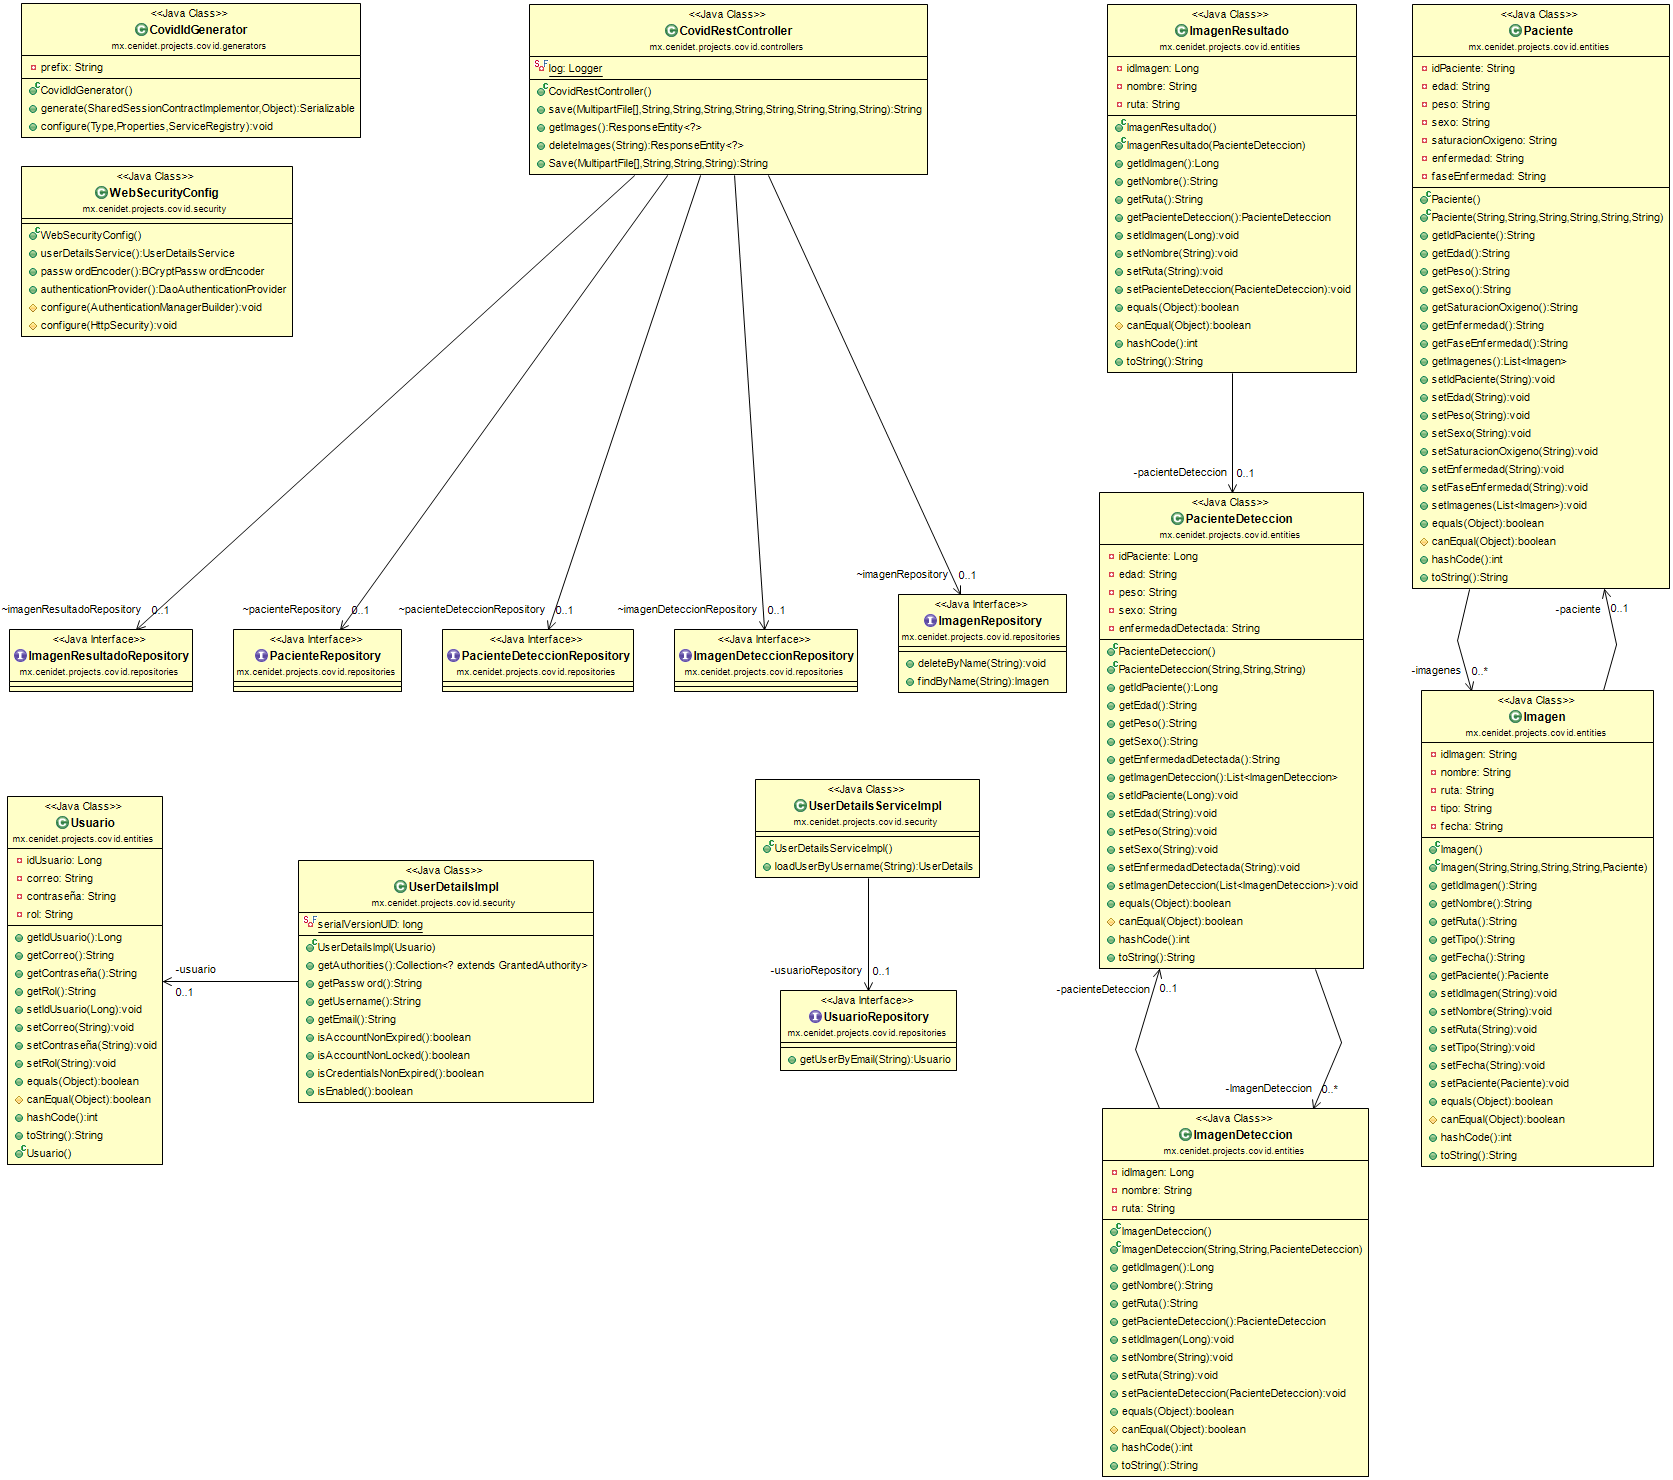 <<Java Class>>
CovidIdGenerator
mx.cenidet.projects.covid.generators
prefix: String
CovidIdGenerator()
generate(SharedSessionContractImplementor,Object):Serializable
configure(Type,Properties,ServiceRegistry):void
<<Java Class>>
WebSecurityConfig
mx.cenidet.projects.covid.security
WebSecurityConfig()
userDetailsService():UserDetailsService
passwordEncoder():BCryptPasswordEncoder
authenticationProvider():DaoAuthenticationProvider
configure(AuthenticationManagerBuilder):void
configure(HttpSecurity):void
<<Java Class>>
CovidRestController
mx.cenidet.projects.covid.controllers
log: Logger
CovidRestController()
save(MultipartFile[],String,String,String,String,String,String,String,String):String
getImages():ResponseEntity<?>
deleteImages(String):ResponseEntity<?>
Save(MultipartFile[],String,String,String):String
<<Java Class>>
ImagenResultado
mx.cenidet.projects.covid.entities
idImagen: Long
nombre: String
ruta: String
ImagenResultado()
ImagenResultado(PacienteDeteccion)
getIdImagen():Long
getNombre():String
getRuta():String
getPacienteDeteccion():PacienteDeteccion
setIdImagen(Long):void
setNombre(String):void
setRuta(String):void
setPacienteDeteccion(PacienteDeteccion):void
equals(Object):boolean
canEqual(Object):boolean
hashCode():int
toString():String
<<Java Class>>
Paciente
mx.cenidet.projects.covid.entities
idPaciente: String
edad: String
peso: String
sexo: String
saturacionOxigeno: String
enfermedad: String
faseEnfermedad: String
Paciente()
Paciente(String,String,String,String,String,String)
getIdPaciente():String
getEdad():String
getPeso():String
getSexo():String
getSaturacionOxigeno():String
getEnfermedad():String
getFaseEnfermedad():String
getImagenes():List<Imagen>
setIdPaciente(String):void
setEdad(String):void
setPeso(String):void
setSexo(String):void
setSaturacionOxigeno(String):void
setEnfermedad(String):void
setFaseEnfermedad(String):void
setImagenes(List<Imagen>):void
equals(Object):boolean
canEqual(Object):boolean
hashCode():int
toString():String
-pacienteDeteccion 0..1
~imagenResultadoRepository 0..1
~pacienteRepository 0..1
~pacienteDeteccionRepository 0..1
~imagenDeteccionRepository 0..1
~imagenRepository 0..1
<<Java Interface>>
ImagenResultadoRepository
mx.cenidet.projects.covid.repositories
<<Java Interface>>
PacienteRepository
mx.cenidet.projects.covid.repositories
<<Java Interface>>
PacienteDeteccionRepository
mx.cenidet.projects.covid.repositories
<<Java Interface>>
ImagenDeteccionRepository
mx.cenidet.projects.covid.repositories
<<Java Interface>>
ImagenRepository
mx.cenidet.projects.covid.repositories
deleteByName(String):void
findByName(String):Imagen
<<Java Class>>
PacienteDeteccion
mx.cenidet.projects.covid.entities
idPaciente: Long
edad: String
peso: String
sexo: String
enfermedadDetectada: String
PacienteDeteccion()
PacienteDeteccion(String,String,String)
getIdPaciente():Long
getEdad():String
getPeso():String
getSexo():String
getEnfermedadDetectada():String
getImagenDeteccion():List<ImagenDeteccion>
setIdPaciente(Long):void
setEdad(String):void
setPeso(String):void
setSexo(String):void
setEnfermedadDetectada(String):void
setImagenDeteccion(List<ImagenDeteccion>):void
equals(Object):boolean
canEqual(Object):boolean
hashCode():int
toString():String
-paciente 0..1
-imagenes 0..*
<<Java Class>>
Imagen
mx.cenidet.projects.covid.entities
idImagen: String
nombre: String
ruta: String
tipo: String
fecha: String
Imagen()
Imagen(String,String,String,String,Paciente)
getIdImagen():String
getNombre():String
getRuta():String
getTipo():String
getFecha():String
getPaciente():Paciente
setIdImagen(String):void
setNombre(String):void
setRuta(String):void
setTipo(String):void
setFecha(String):void
setPaciente(Paciente):void
equals(Object):boolean
canEqual(Object):boolean
hashCode():int
toString():String
<<Java Class>>
Usuario
mx.cenidet.projects.covid.entities
idUsuario: Long
correo: String
contraseña: String
rol: String
getIdUsuario():Long
getCorreo():String
getContraseña():String
getRol():String
setIdUsuario(Long):void
setCorreo(String):void
setContraseña(String):void
setRol(String):void
equals(Object):boolean
canEqual(Object):boolean
hashCode():int
toString():String
Usuario()
-usuario
0..1
<<Java Class>>
UserDetailsImpl
mx.cenidet.projects.covid.security
serialVersionUID: long
UserDetailsImpl(Usuario)
getAuthorities():Collection<? extends GrantedAuthority>
getPassword():String
getUsername():String
getEmail():String
isAccountNonExpired():boolean
isAccountNonLocked():boolean
isCredentialsNonExpired():boolean
isEnabled():boolean
<<Java Class>>
UserDetailsServiceImpl
mx.cenidet.projects.covid.security
UserDetailsServiceImpl()
loadUserByUsername(String):UserDetails
-usuarioRepository 0..1
<<Java Interface>>
UsuarioRepository
mx.cenidet.projects.covid.repositories
getUserByEmail(String):Usuario
-pacienteDeteccion 0..1
-ImagenDeteccion 0..*
<<Java Class>>
ImagenDeteccion
mx.cenidet.projects.covid.entities
idImagen: Long
nombre: String
ruta: String
ImagenDeteccion()
ImagenDeteccion(String,String,PacienteDeteccion)
getIdImagen():Long
getNombre():String
getRuta():String
getPacienteDeteccion():PacienteDeteccion
setIdImagen(Long):void
setNombre(String):void
setRuta(String):void
setPacienteDeteccion(PacienteDeteccion):void
equals(Object):boolean
canEqual(Object):boolean
hashCode():int
toString():String